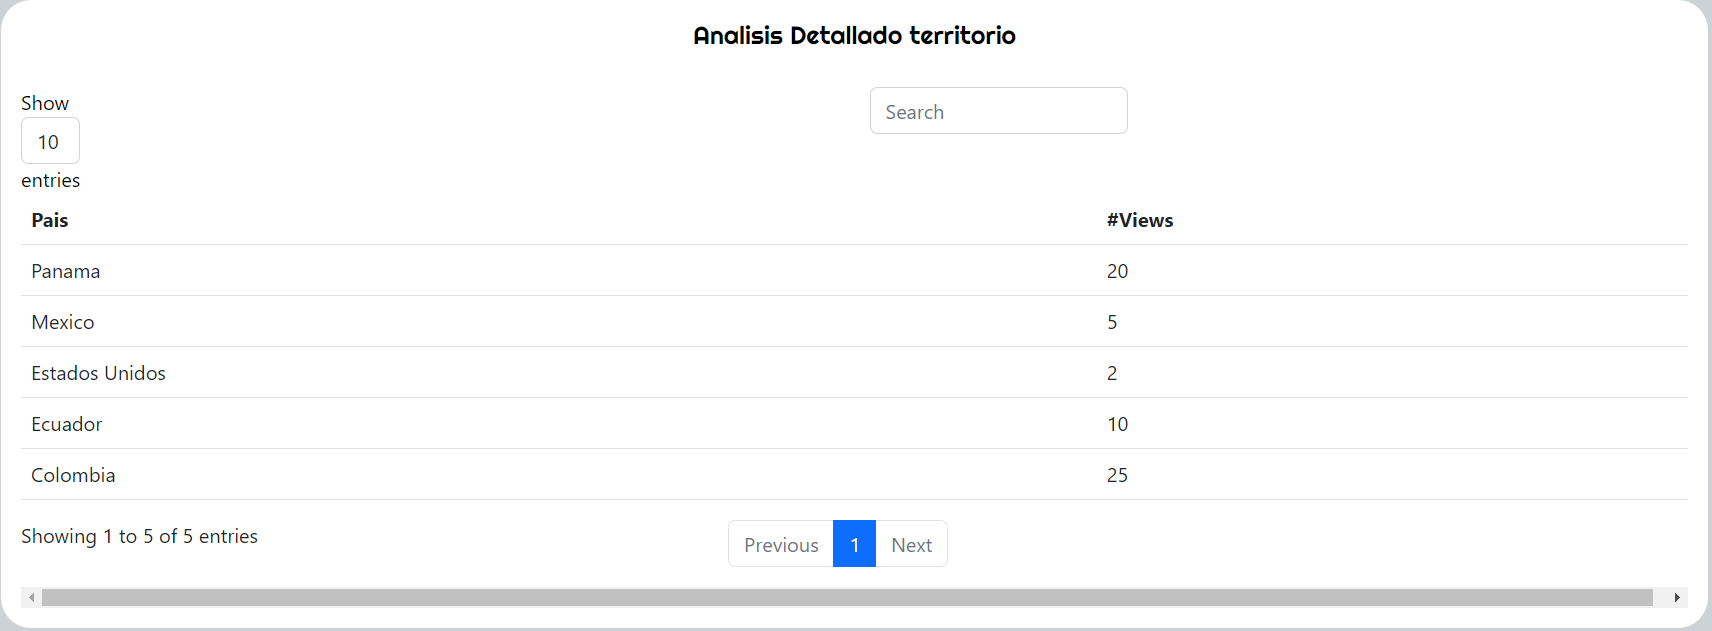 Analisis Detallado territorio
Show
10
entries
Search
Pais #Views
Panama 20
Mexico 5
Estados Unidos 2
Ecuador 10
Colombia 25
Showing 1 to 5 of 5 entries
Previous 1 Next